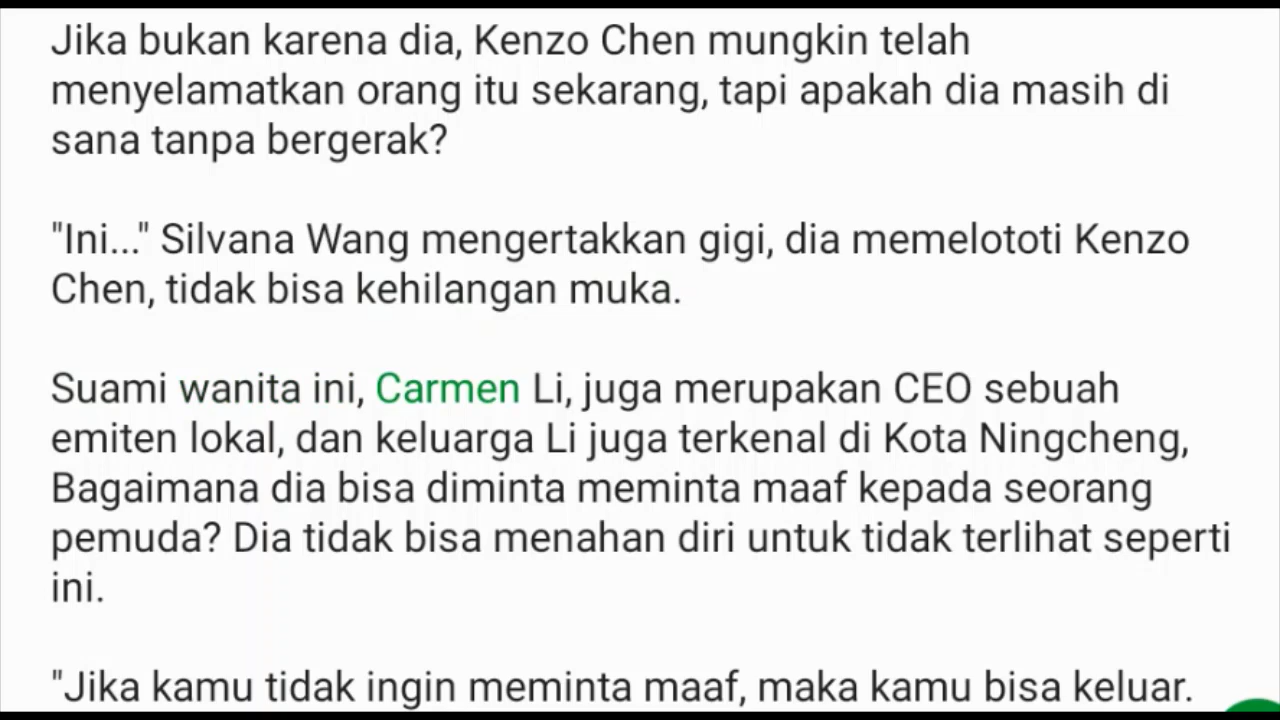 Jika bukan karena dia, Kenzo Chen mungkin telah
menyelamatkan orang itu sekarang, tapi apakah dia masih di
sana tanpa bergerak?
"Ini..." Silvana Wang mengertakkan gigi, dia memelototi Kenzo
Chen, tidak bisa kehilangan muka.
Suami wanita ini, Carmen Li, juga merupakan CEO sebuah
emiten lokal, dan keluarga Li juga terkenal di Kota Ningcheng,
Bagaimana dia bisa diminta meminta maaf kepada seorang
pemuda? Dia tidak bisa menahan diri untuk tidak terlihat seperti
ini.
"Jika kamu tidak ingin meminta maaf, maka kamu bisa keluar.